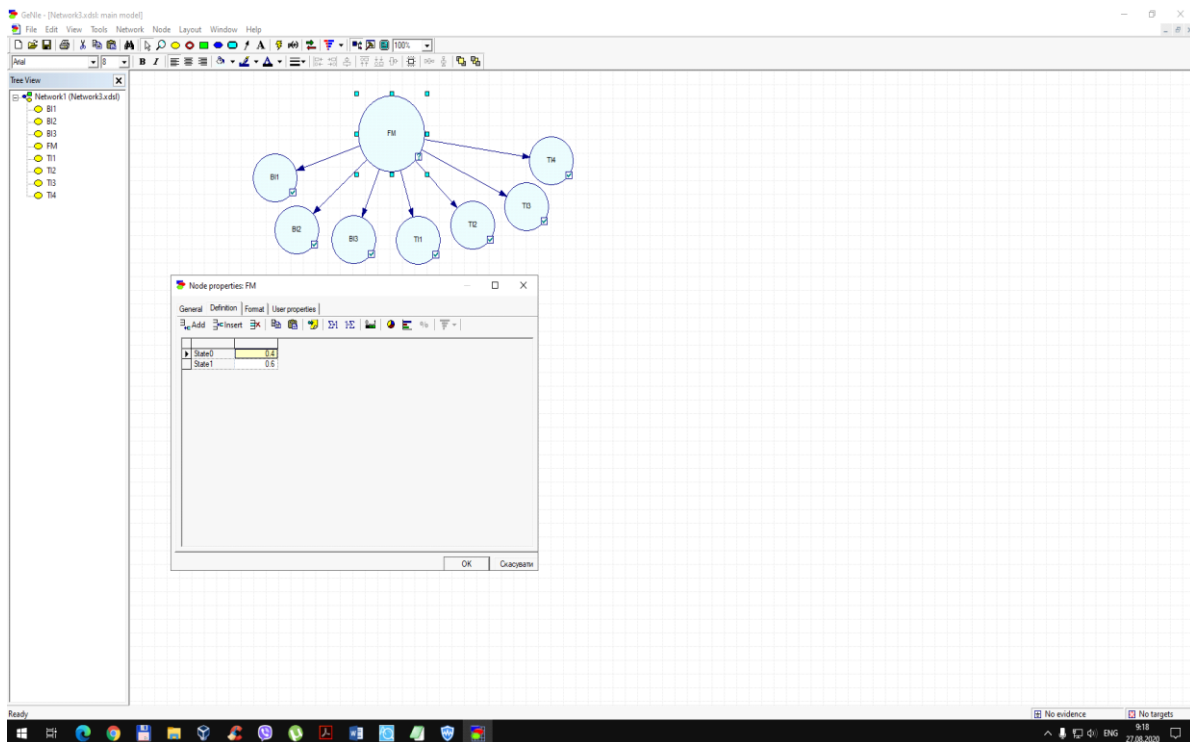 GeNIe - [Network3.xdsl: main model]
File Edit View Tools Network Node Layout Window Help
100%
Arial 8 B I
Tree View
Network1 (Network3.xdsl)
BI1
BI2
BI3
FM
TI1
TI2
TI3
TI4
FM
TI4
BI1
TI3
BI2
BI3
TI1
TI2
Node properties: FM
General Definition Format User properties
Add Insert
State0 0.4
State1 0.6
OK Скасувати
Ready No evidence No targets
ENG 9:18
27.08.2020